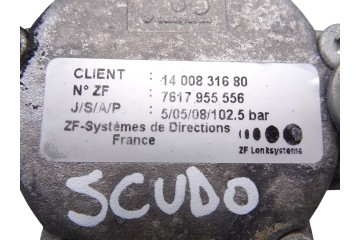 CLIENT : 14 008 316 80
N° ZF : 7617 955 556
J/S/A/P : 5/05/08/102.5 bar
ZF-Systèmes de Directions
France
ZF Lenksysteme
SCUDO